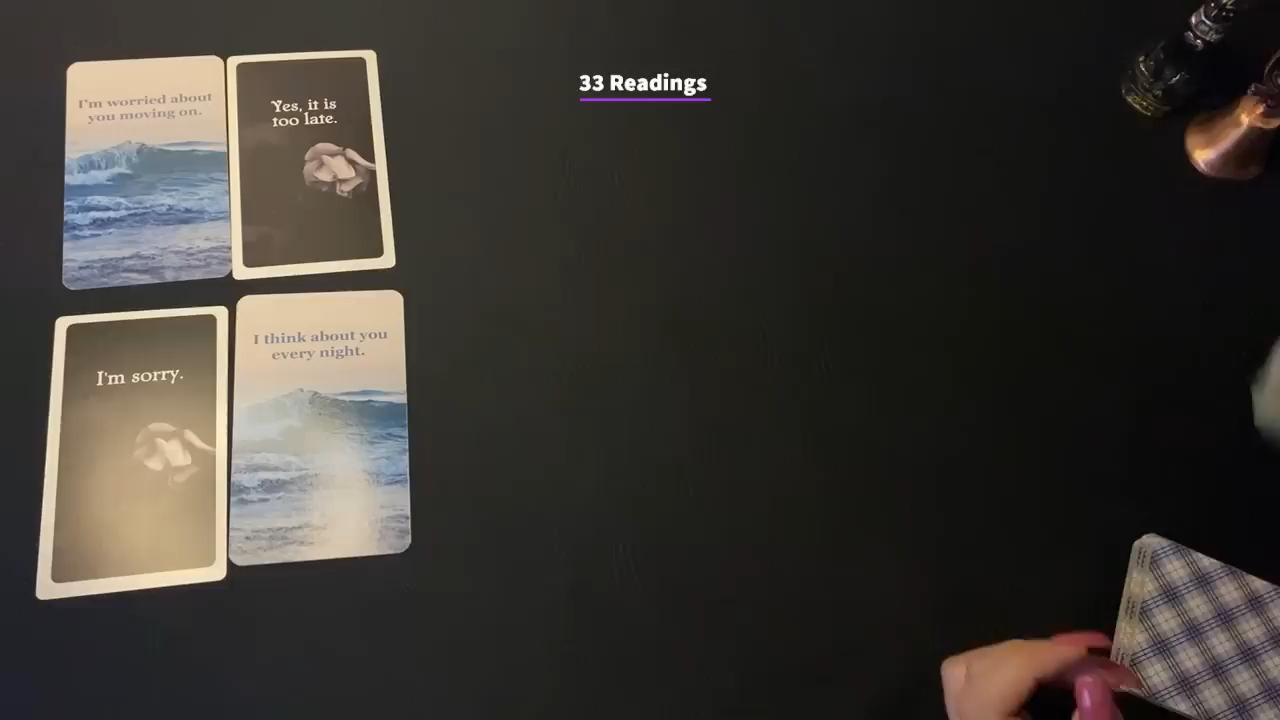 33 Readings
I'm worried about
you moving on.
Yes, it is
too late.
I'm sorry.
I think about you
every night.